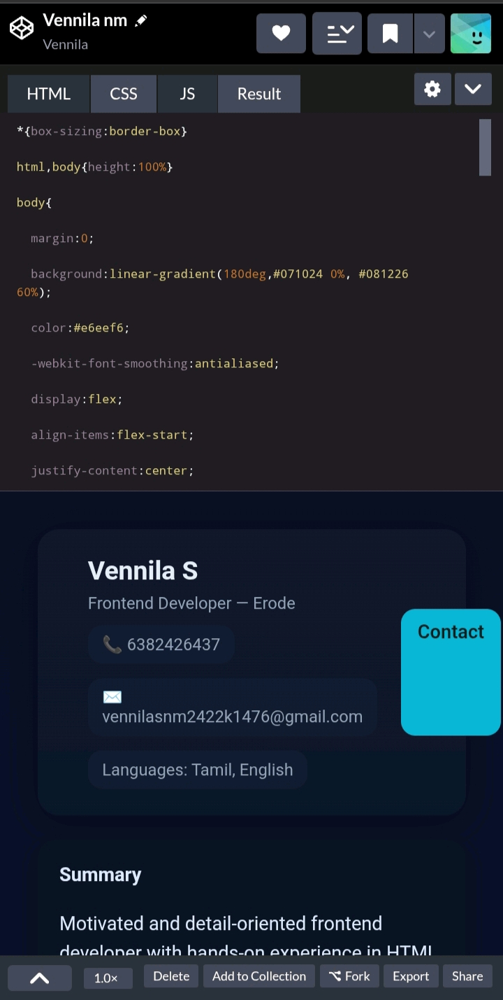 Vennila nm
Vennila
HTML CSS JS Result
*{box-sizing:border-box}
html,body{height:100%}
body{
margin:0;
background:linear-gradient(180deg,#071024 0%, #081226
60%);
color:#e6eef6;
-webkit-font-smoothing:antialiased;
display:flex;
align-items:flex-start;
justify-content:center;
Vennila S
Frontend Developer — Erode
📞 6382426437
Contact
✉️
vennilasnm2422k1476@gmail.com
Languages: Tamil, English
Summary
Motivated and detail-oriented frontend
developer with hands-on experience in HTML
1.0× Delete Add to Collection Fork Export Share